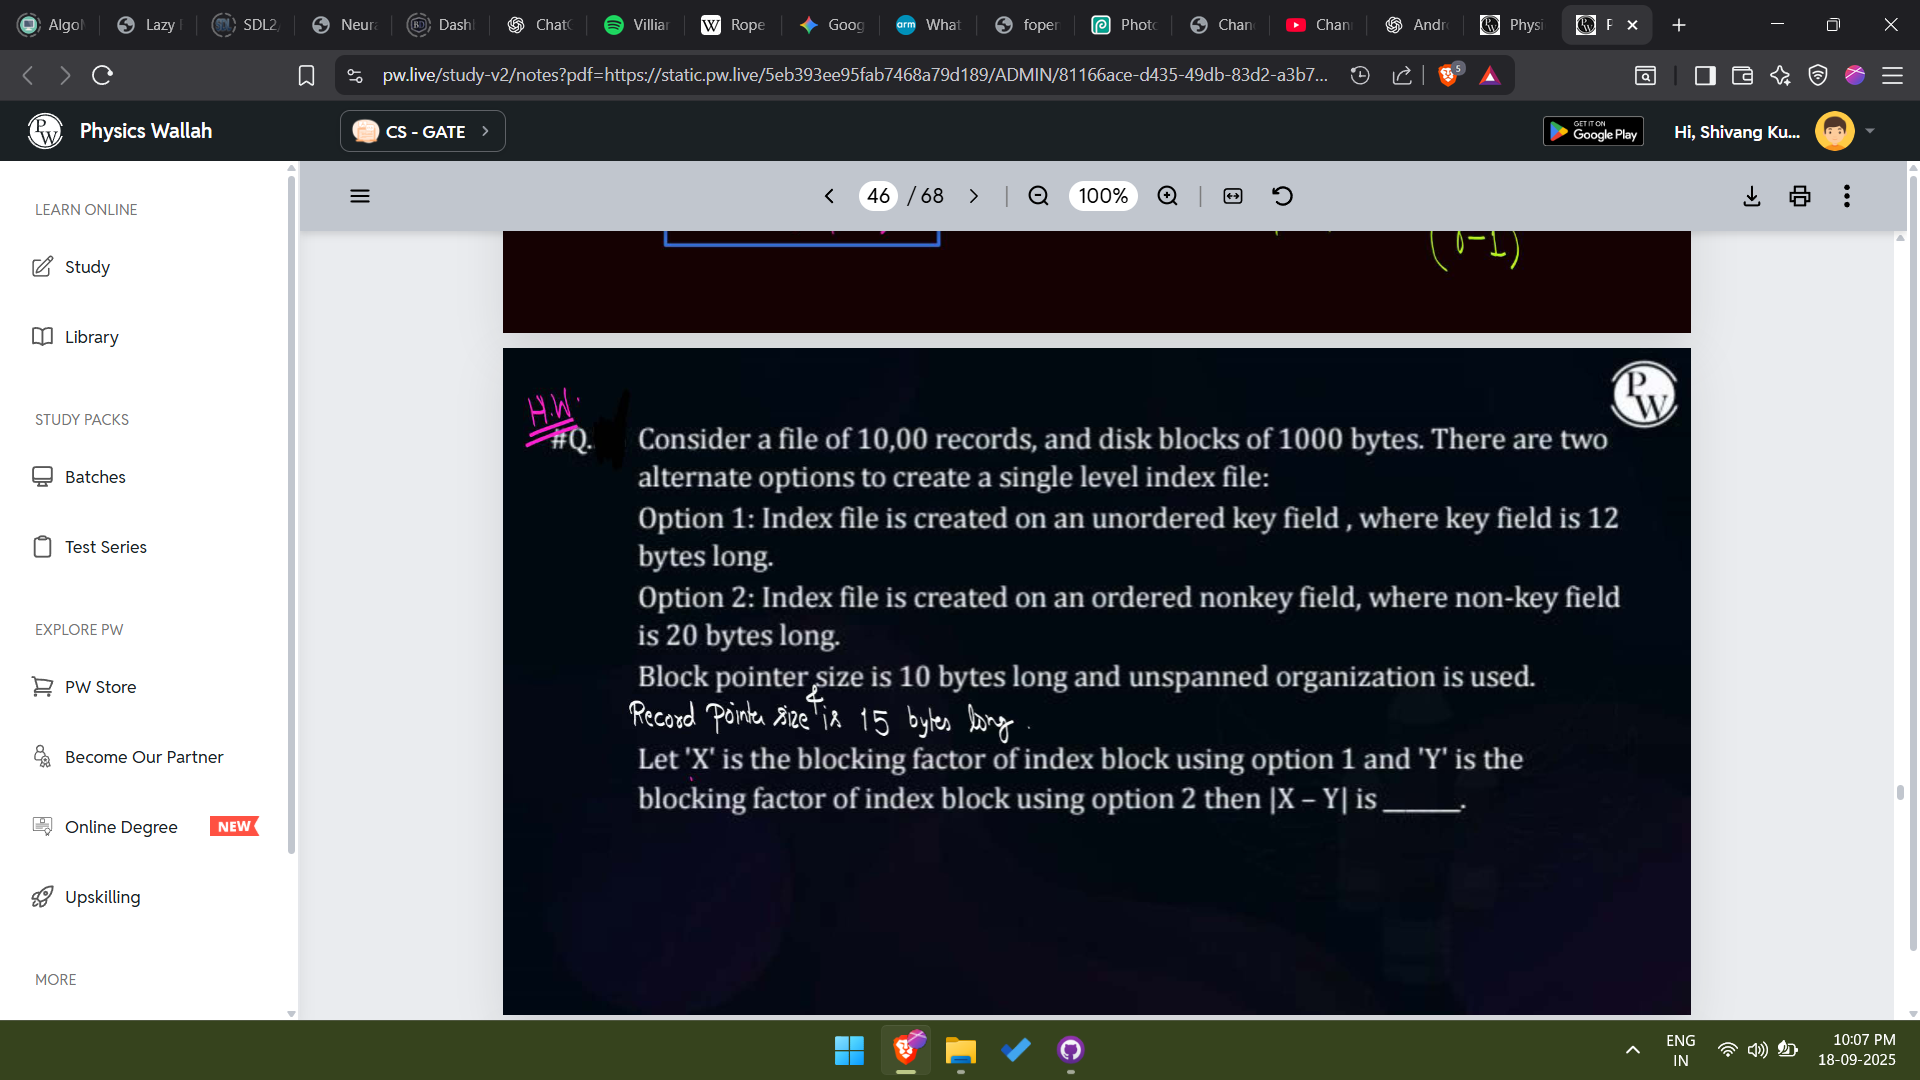 Algo
Lazy
SDL2
Neura
Dash
Chat
Villiar
Rope
Goog
arm What
foper
Phot
Chan
Chan
Andr
Physi
P
pw.live/study-v2/notes?pdf=https://static.pw.live/5eb393ee95fab7468a79d189/ADMIN/81166ace-d435-49db-83d2-a3b7...
5
PW Physics Wallah
CS - GATE
GET IT ON Google Play
Hi, Shivang Ku...
46 / 68
100%
LEARN ONLINE
Study
Library
STUDY PACKS
Batches
Test Series
EXPLORE PW
PW Store
Become Our Partner
Online Degree NEW
Upskilling
MORE
PW
H.W.
#Q. Consider a file of 10,00 records, and disk blocks of 1000 bytes. There are two
alternate options to create a single level index file:
Option 1: Index file is created on an unordered key field , where key field is 12
bytes long.
Option 2: Index file is created on an ordered nonkey field, where non-key field
is 20 bytes long.
Block pointer size is 10 bytes long and unspanned organization is used.
&
Record Pointer size is 15 bytes long .
Let 'X' is the blocking factor of index block using option 1 and 'Y' is the
blocking factor of index block using option 2 then |X – Y| is ______.
ENG
IN
10:07 PM
18-09-2025